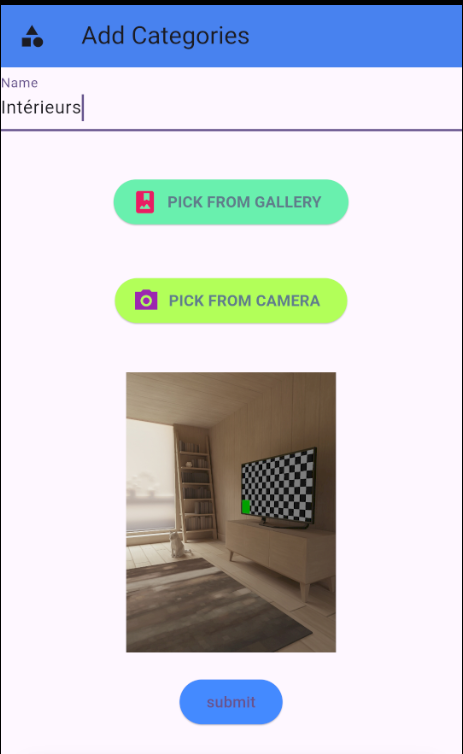 Add Categories
Name
Intérieurs
PICK FROM GALLERY
PICK FROM CAMERA
submit